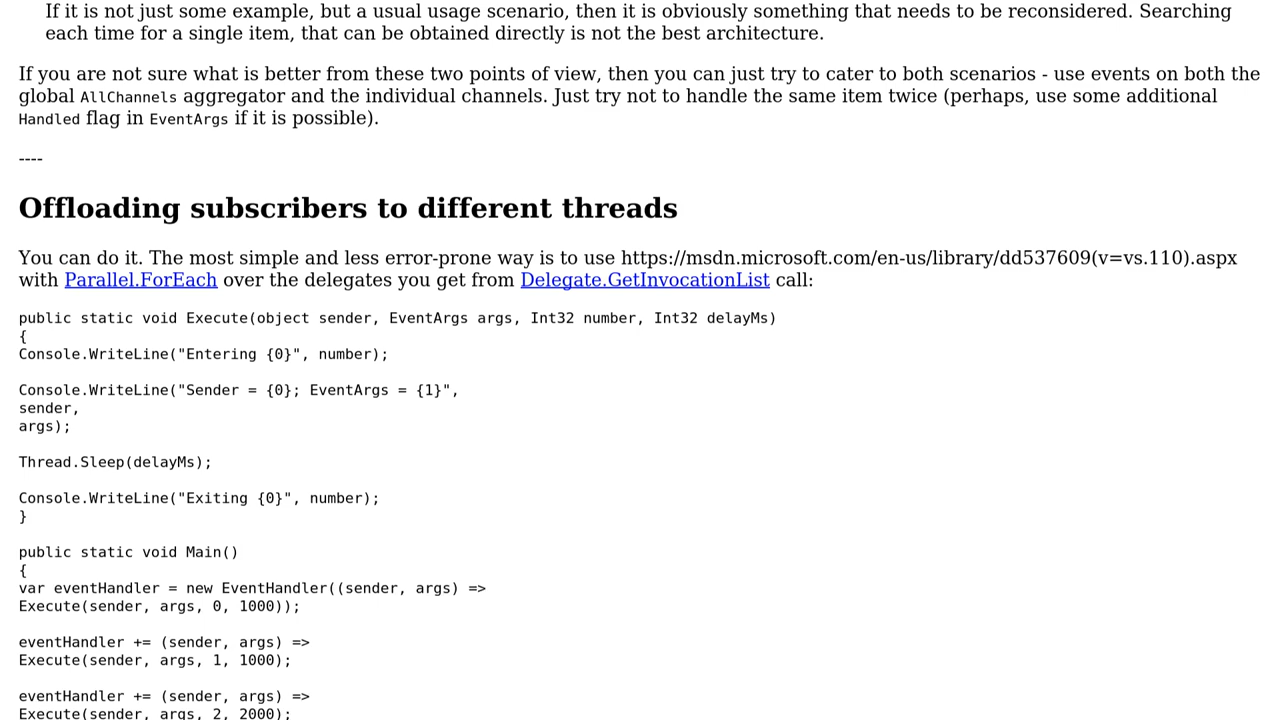 If it is not just some example, but a usual usage scenario, then it is obviously something that needs to be reconsidered. Searching
each time for a single item, that can be obtained directly is not the best architecture.
If you are not sure what is better from these two points of view, then you can just try to cater to both scenarios - use events on both the
global AllChannels aggregator and the individual channels. Just try not to handle the same item twice (perhaps, use some additional
Handled flag in EventArgs if it is possible).
----
Offloading subscribers to different threads
You can do it. The most simple and less error-prone way is to use https://msdn.microsoft.com/en-us/library/dd537609(v=vs.110).aspx
with Parallel.ForEach over the delegates you get from Delegate.GetInvocationList call:
public static void Execute(object sender, EventArgs args, Int32 number, Int32 delayMs)
{
Console.WriteLine("Entering {0}", number);
Console.WriteLine("Sender = {0}; EventArgs = {1}",
sender,
args);
Thread.Sleep(delayMs);
Console.WriteLine("Exiting {0}", number);
}
public static void Main()
{
var eventHandler = new EventHandler((sender, args) =>
Execute(sender, args, 0, 1000));
eventHandler += (sender, args) =>
Execute(sender, args, 1, 1000);
eventHandler += (sender, args) =>
Execute(sender, args, 2, 2000);